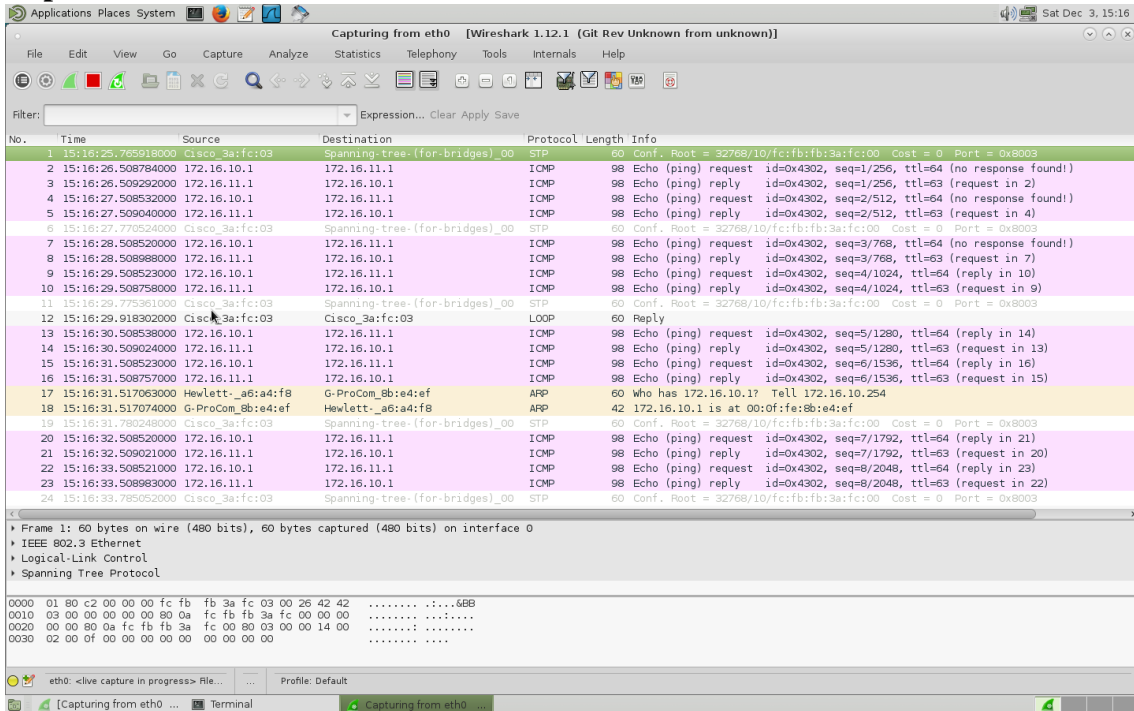 Applications Places System Sat Dec 3, 15:16
Capturing from eth0 [Wireshark 1.12.1 (Git Rev Unknown from unknown)]
File Edit View Go Capture Analyze Statistics Telephony Tools Internals Help
Filter: Expression... Clear Apply Save
No. Time Source Destination Protocol Length Info
1 15:16:25.765918000 Cisco_3a:fc:03 Spanning-tree-(for-bridges)_00 STP 60 Conf. Root = 32768/10/fc:fb:fb:3a:fc:00 Cost = 0 Port = 0x8003
2 15:16:26.508784000 172.16.10.1 172.16.11.1 ICMP 98 Echo (ping) request id=0x4302, seq=1/256, ttl=64 (no response found!)
3 15:16:26.509292000 172.16.11.1 172.16.10.1 ICMP 98 Echo (ping) reply id=0x4302, seq=1/256, ttl=63 (request in 2)
4 15:16:27.508532000 172.16.10.1 172.16.11.1 ICMP 98 Echo (ping) request id=0x4302, seq=2/512, ttl=64 (no response found!)
5 15:16:27.509040000 172.16.11.1 172.16.10.1 ICMP 98 Echo (ping) reply id=0x4302, seq=2/512, ttl=63 (request in 4)
6 15:16:27.770524000 Cisco_3a:fc:03 Spanning-tree-(for-bridges)_00 STP 60 Conf. Root = 32768/10/fc:fb:fb:3a:fc:00 Cost = 0 Port = 0x8003
7 15:16:28.508520000 172.16.10.1 172.16.11.1 ICMP 98 Echo (ping) request id=0x4302, seq=3/768, ttl=64 (no response found!)
8 15:16:28.508988000 172.16.11.1 172.16.10.1 ICMP 98 Echo (ping) reply id=0x4302, seq=3/768, ttl=63 (request in 7)
9 15:16:29.508523000 172.16.10.1 172.16.11.1 ICMP 98 Echo (ping) request id=0x4302, seq=4/1024, ttl=64 (reply in 10)
10 15:16:29.508758000 172.16.11.1 172.16.10.1 ICMP 98 Echo (ping) reply id=0x4302, seq=4/1024, ttl=63 (request in 9)
11 15:16:29.775361000 Cisco_3a:fc:03 Spanning-tree-(for-bridges)_00 STP 60 Conf. Root = 32768/10/fc:fb:fb:3a:fc:00 Cost = 0 Port = 0x8003
12 15:16:29.918302000 Cisco_3a:fc:03 Cisco_3a:fc:03 LOOP 60 Reply
13 15:16:30.508538000 172.16.10.1 172.16.11.1 ICMP 98 Echo (ping) request id=0x4302, seq=5/1280, ttl=64 (reply in 14)
14 15:16:30.509024000 172.16.11.1 172.16.10.1 ICMP 98 Echo (ping) reply id=0x4302, seq=5/1280, ttl=63 (request in 13)
15 15:16:31.508523000 172.16.10.1 172.16.11.1 ICMP 98 Echo (ping) request id=0x4302, seq=6/1536, ttl=64 (reply in 16)
16 15:16:31.508757000 172.16.11.1 172.16.10.1 ICMP 98 Echo (ping) reply id=0x4302, seq=6/1536, ttl=63 (request in 15)
17 15:16:31.517063000 Hewlett-_a6:a4:f8 G-ProCom_8b:e4:ef ARP 60 Who has 172.16.10.1? Tell 172.16.10.254
18 15:16:31.517074000 G-ProCom_8b:e4:ef Hewlett-_a6:a4:f8 ARP 42 172.16.10.1 is at 00:0f:fe:8b:e4:ef
19 15:16:31.780248000 Cisco_3a:fc:03 Spanning-tree-(for-bridges)_00 STP 60 Conf. Root = 32768/10/fc:fb:fb:3a:fc:00 Cost = 0 Port = 0x8003
20 15:16:32.508520000 172.16.10.1 172.16.11.1 ICMP 98 Echo (ping) request id=0x4302, seq=7/1792, ttl=64 (reply in 21)
21 15:16:32.509021000 172.16.11.1 172.16.10.1 ICMP 98 Echo (ping) reply id=0x4302, seq=7/1792, ttl=63 (request in 20)
22 15:16:33.508521000 172.16.10.1 172.16.11.1 ICMP 98 Echo (ping) request id=0x4302, seq=8/2048, ttl=64 (reply in 23)
23 15:16:33.508983000 172.16.11.1 172.16.10.1 ICMP 98 Echo (ping) reply id=0x4302, seq=8/2048, ttl=63 (request in 22)
24 15:16:33.785052000 Cisco_3a:fc:03 Spanning-tree-(for-bridges)_00 STP 60 Conf. Root = 32768/10/fc:fb:fb:3a:fc:00 Cost = 0 Port = 0x8003
Frame 1: 60 bytes on wire (480 bits), 60 bytes captured (480 bits) on interface 0
IEEE 802.3 Ethernet
Logical-Link Control
Spanning Tree Protocol
0000 01 80 c2 00 00 00 fc fb fb 3a fc 03 00 26 42 42 ........ .:...&BB
0010 03 00 00 00 00 00 80 0a fc fb fb 3a fc 00 00 00 ........ ...:....
0020 00 00 80 0a fc fb fb 3a fc 00 80 03 00 00 14 00 .......: ........
0030 02 00 0f 00 00 00 00 00 00 00 00 00 ........ ....
eth0: <live capture in progress> File... ... Profile: Default
[Capturing from eth0 ... Terminal Capturing from eth0 ....